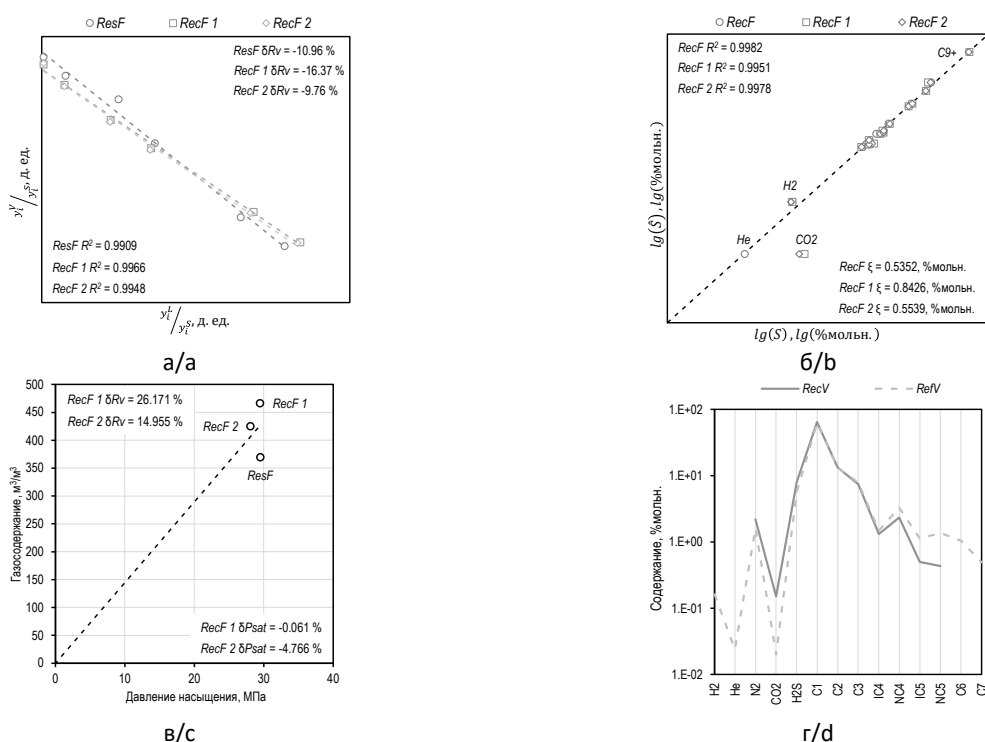 ResF RecF 1 RecF 2
ResF δRv = -10.96 %
RecF 1 δRv = -16.37 %
RecF 2 δRv = -9.76 %
y_i^V/y_i^S, д. ед.
ResF R² = 0.9909
RecF 1 R² = 0.9966
RecF 2 R² = 0.9948
y_i^L/y_i^S, д. ед.
а/a
RecF RecF 1 RecF 2
RecF R² = 0.9982
RecF 1 R² = 0.9951
RecF 2 R² = 0.9978
C9+
H2
He
CO2
lg(Ŝ), lg(%мольн.)
RecF ξ = 0.5352, %мольн.
RecF 1 ξ = 0.8426, %мольн.
RecF 2 ξ = 0.5539, %мольн.
lg(S), lg(%мольн.)
б/b
500
450
400
350
300
250
200
150
100
50
0
Газосодержание, м³/м³
RecF 1 δRv = 26.171 %
RecF 2 δRv = 14.955 %
RecF 1
RecF 2
ResF
RecF 1 δPsat = -0.061 %
RecF 2 δPsat = -4.766 %
0 10 20 30 40
Давление насыщения, МПа
в/c
RecV RefV
1.E+02
1.E+01
1.E+00
1.E-01
1.E-02
Содержание, %мольн.
H2 He N2 CO2 H2S C1 C2 C3 IC4 NC4 IC5 NC5 C6 C7
г/d